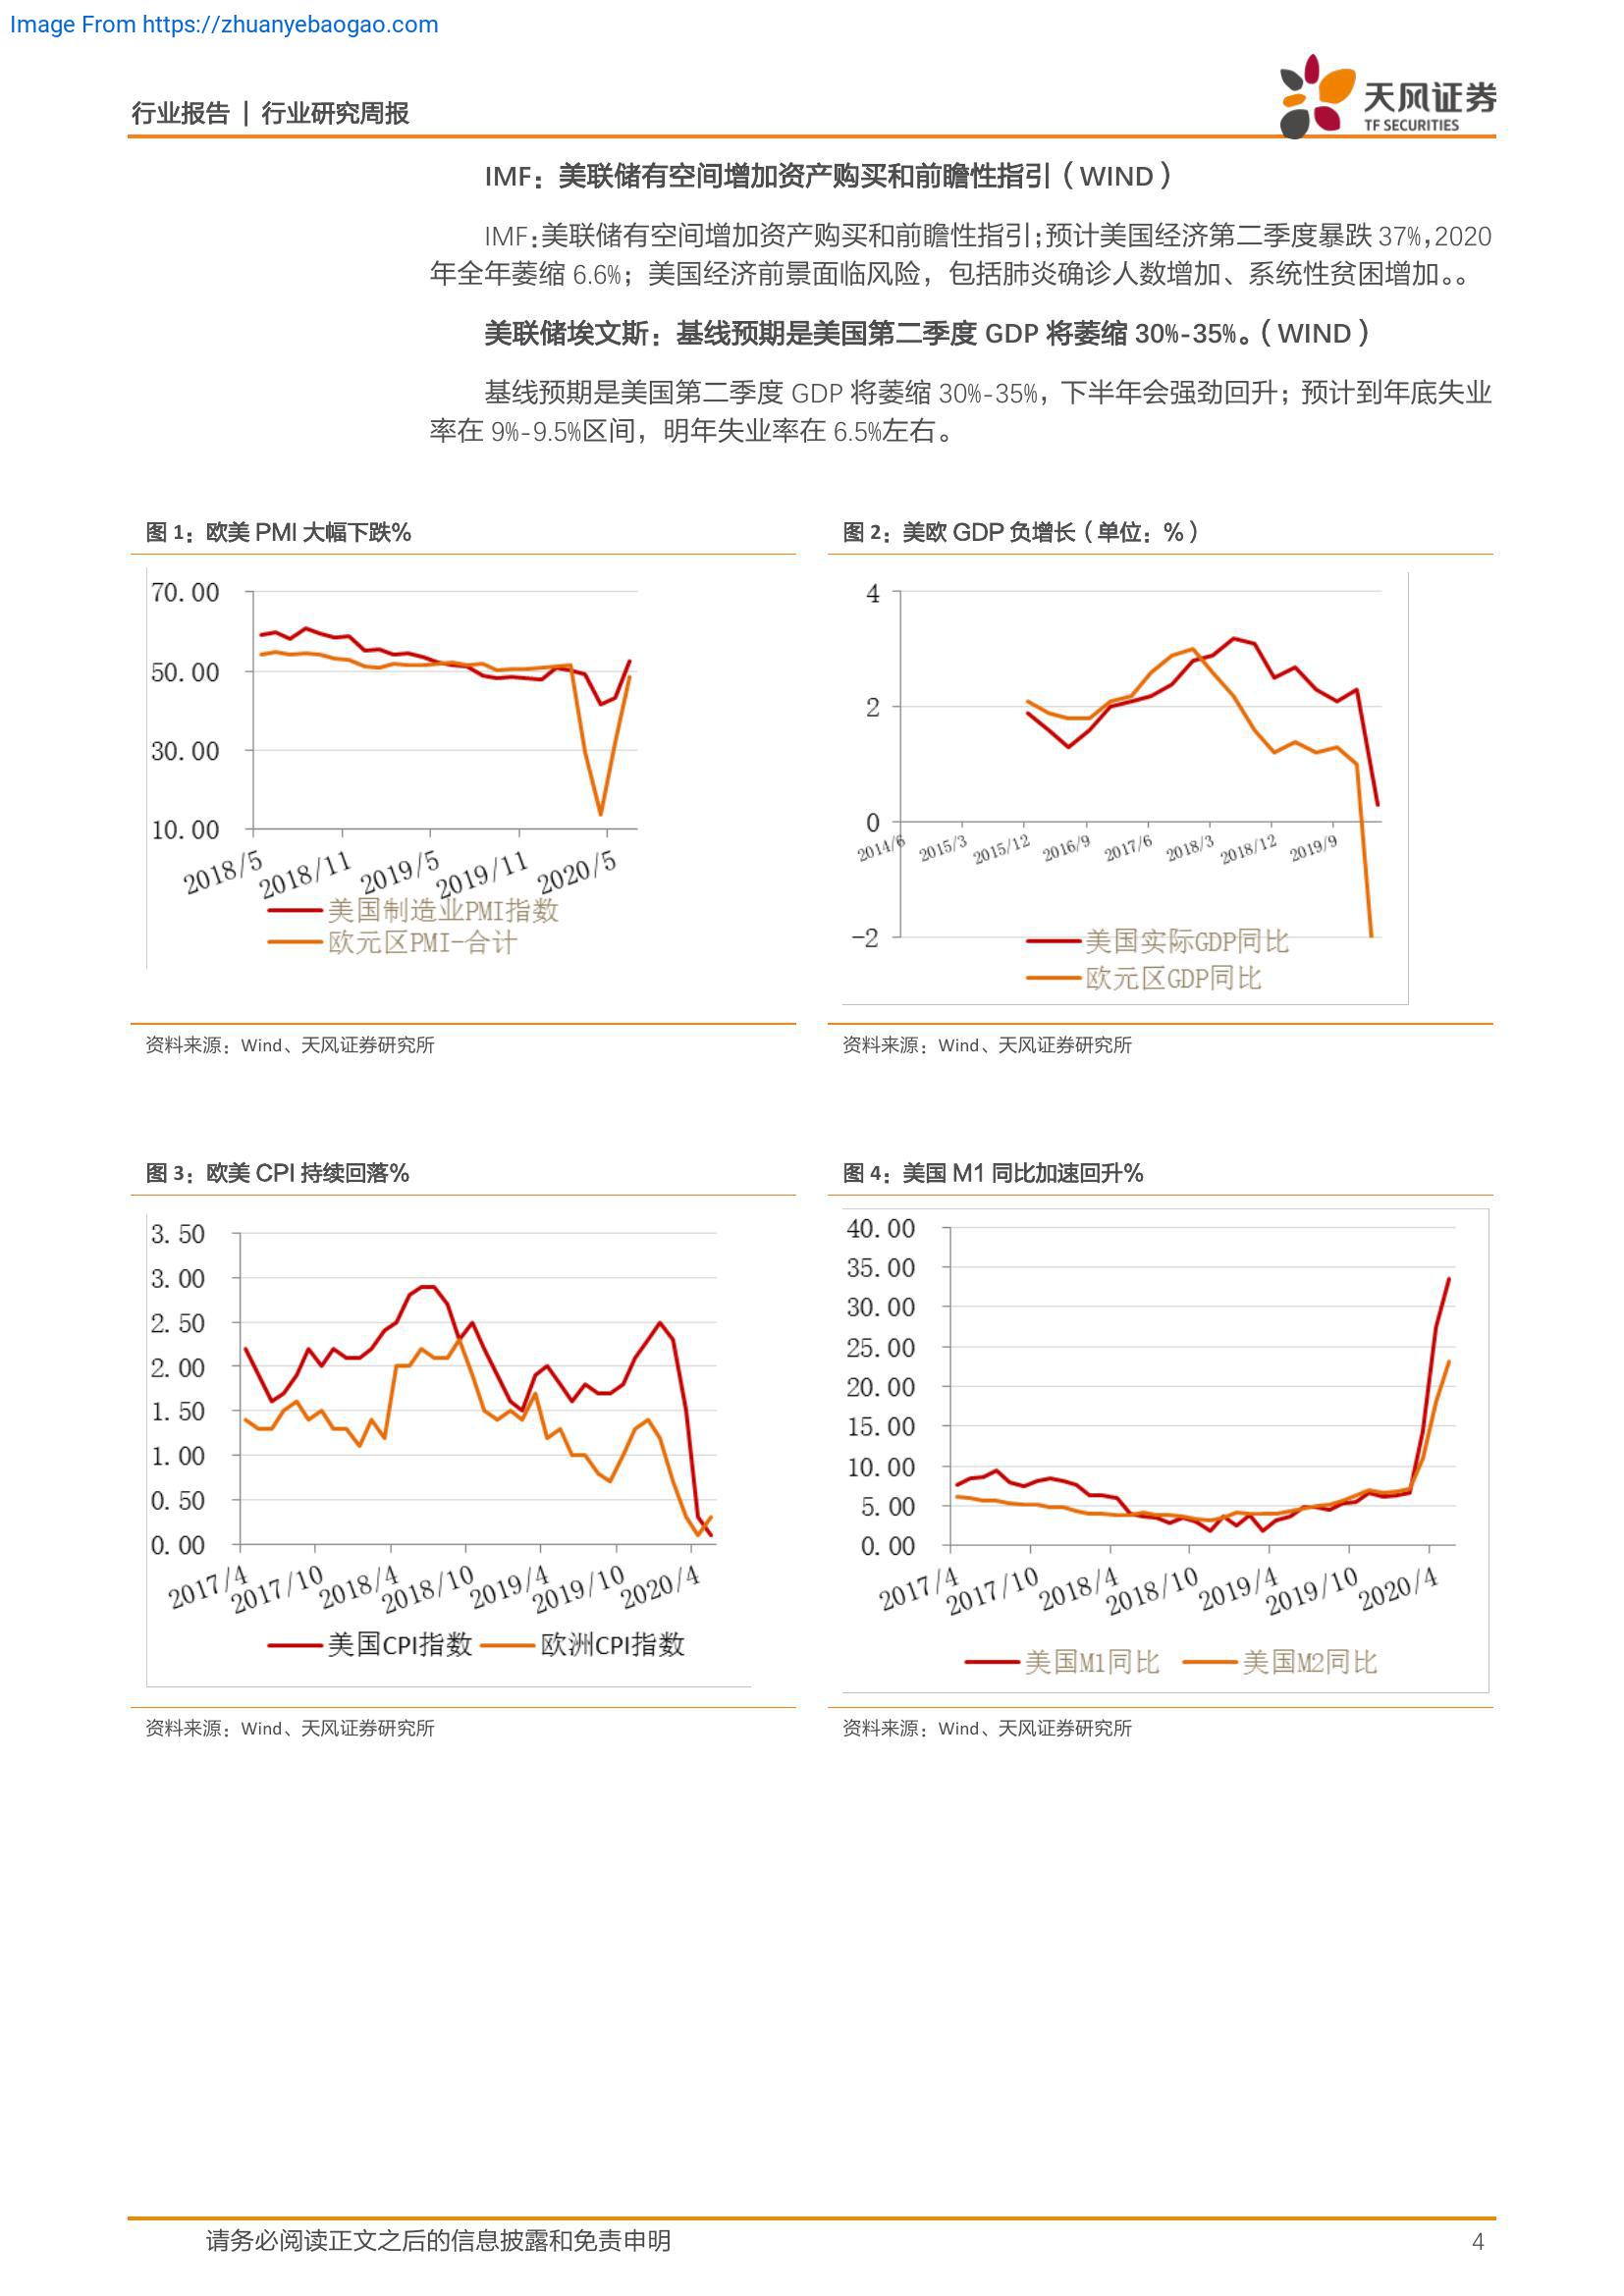 Image From https://zhuanyebaogao.com
行业报告 | 行业研究周报
天风证券
TF SECURITIES
IMF：美联储有空间增加资产购买和前瞻性指引（WIND）
IMF：美联储有空间增加资产购买和前瞻性指引；预计美国经济第二季度暴跌 37%，2020
年全年萎缩 6.6%；美国经济前景面临风险，包括肺炎确诊人数增加、系统性贫困增加。。
美联储埃文斯：基线预期是美国第二季度 GDP 将萎缩 30%-35%。（WIND）
基线预期是美国第二季度 GDP 将萎缩 30%-35%，下半年会强劲回升；预计到年底失业
率在 9%-9.5%区间，明年失业率在 6.5%左右。
图 1：欧美 PMI 大幅下跌%
70.00
50.00
30.00
10.00
2018/5 2018/11 2019/5 2019/11 2020/5
美国制造业PMI指数
欧元区PMI-合计
资料来源：Wind、天风证券研究所
图 2：美欧 GDP 负增长（单位：%）
4
2
0
2014/6 2015/3 2015/12 2016/9 2017/6 2018/3 2018/12 2019/9
-2
美国实际GDP同比
欧元区GDP同比
资料来源：Wind、天风证券研究所
图 3：欧美 CPI 持续回落%
3.50
3.00
2.50
2.00
1.50
1.00
0.50
0.00
2017/4 2017/10 2018/4 2018/10 2019/4 2019/10 2020/4
美国CPI指数 欧洲CPI指数
资料来源：Wind、天风证券研究所
图 4：美国 M1 同比加速回升%
40.00
35.00
30.00
25.00
20.00
15.00
10.00
5.00
0.00
2017/4 2017/10 2018/4 2018/10 2019/4 2019/10 2020/4
美国M1同比 美国M2同比
资料来源：Wind、天风证券研究所
请务必阅读正文之后的信息披露和免责申明 4